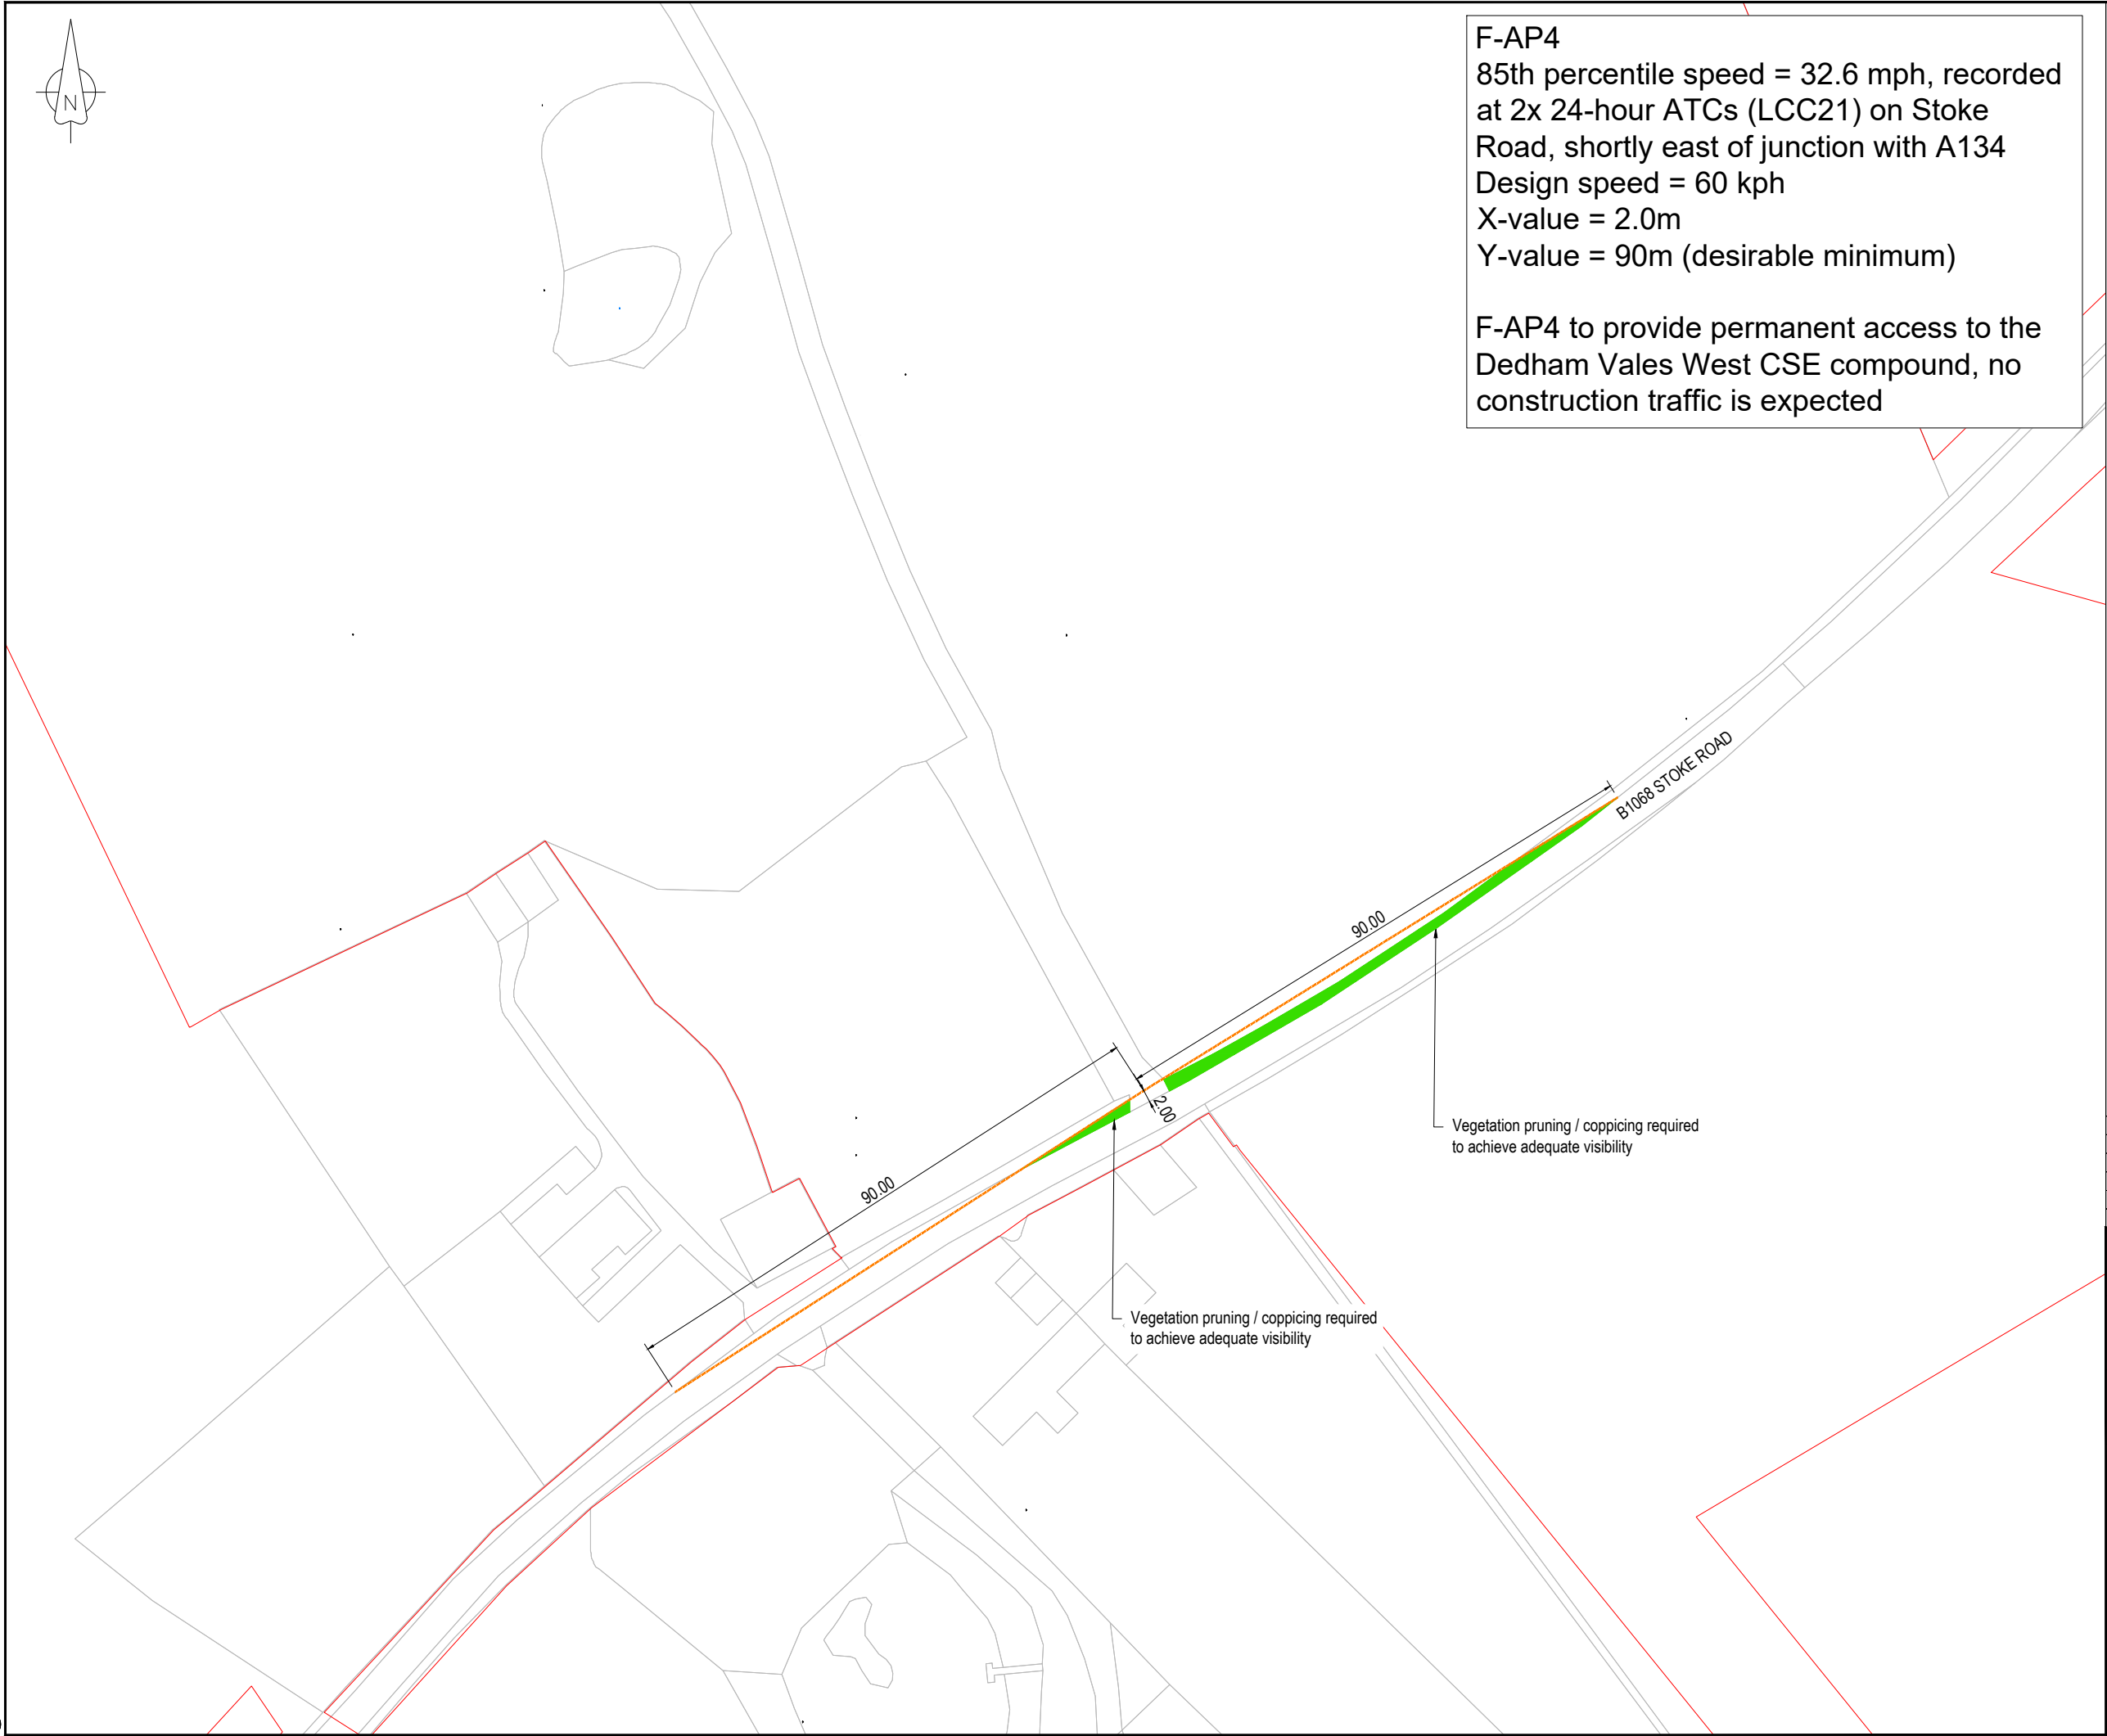 N
F-AP4
85th percentile speed = 32.6 mph, recorded
at 2x 24-hour ATCs (LCC21) on Stoke
Road, shortly east of junction with A134
Design speed = 60 kph
X-value = 2.0m
Y-value = 90m (desirable minimum)
F-AP4 to provide permanent access to the
Dedham Vales West CSE compound, no
construction traffic is expected
B1068 STOKE ROAD
90.00
2.00
90.00
Vegetation pruning / coppicing required
to achieve adequate visibility
Vegetation pruning / coppicing required
to achieve adequate visibility